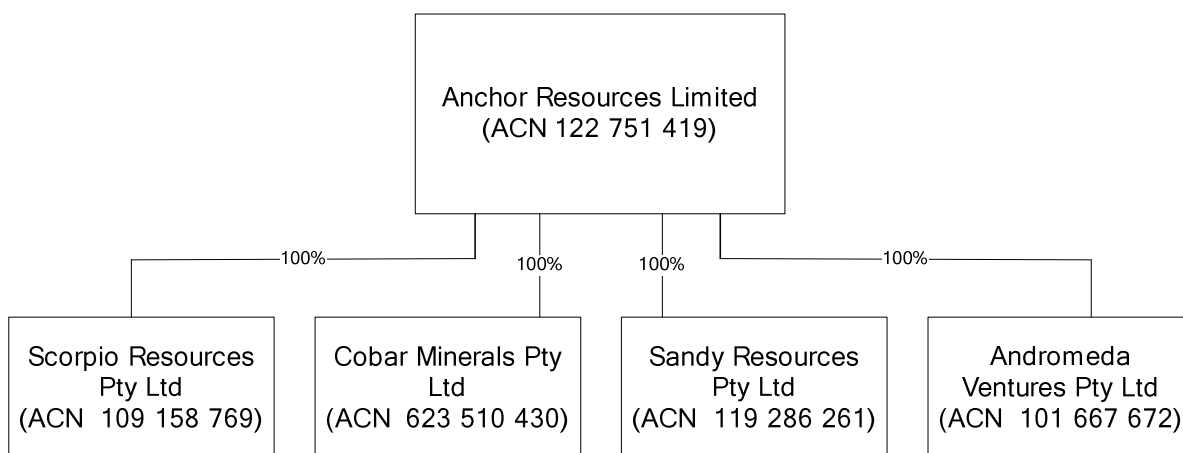 Anchor Resources Limited
(ACN 122 751 419)
100%
100%
100%
100%
Scorpio Resources
Pty Ltd
(ACN 109 158 769)
Cobar Minerals Pty
Ltd
(ACN 623 510 430)
Sandy Resources
Pty Ltd
(ACN 119 286 261)
Andromeda
Ventures Pty Ltd
(ACN 101 667 672)